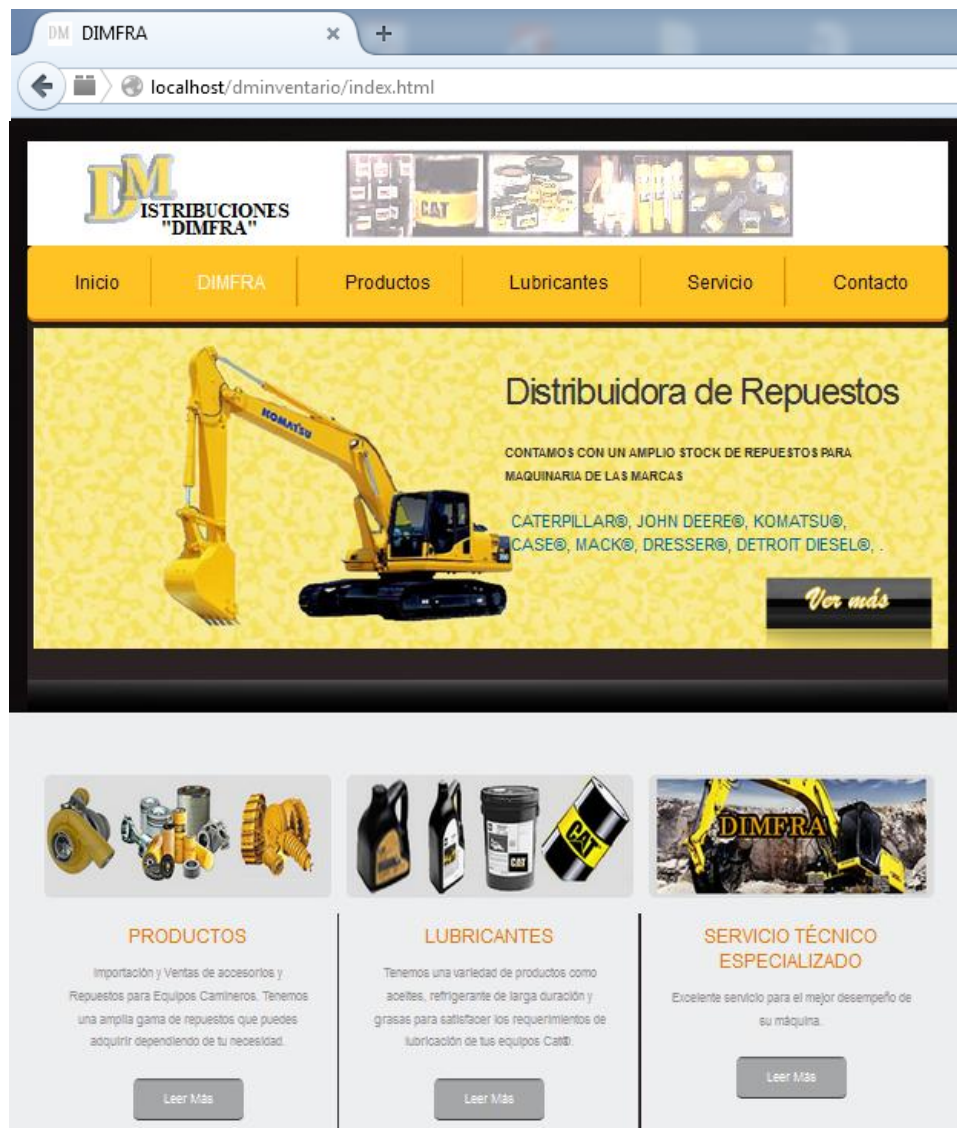 DM DIMFRA
localhost/dminventario/index.html
DM
ISTRIBUCIONES
"DIMFRA"
CAT
Inicio DIMFRA Productos Lubricantes Servicio Contacto
KOMATSU
Distribuidora de Repuestos
CONTAMOS CON UN AMPLIO STOCK DE REPUESTOS PARA
MAQUINARIA DE LAS MARCAS
CATERPILLAR®, JOHN DEERE®, KOMATSU®,
CASE®, MACK®, DRESSER®, DETROIT DIESEL®, .
Ver más
CAT
CAT
DIMFRA
PRODUCTOS
Importación y Ventas de accesorios y
Repuestos para Equipos Camineros. Tenemos
una amplia gama de repuestos que puedes
adquirir dependiendo de tu necesidad.
Leer Más
LUBRICANTES
Tenemos una variedad de productos como
aceites, refrigerante de larga duración y
grasas para satisfacer los requerimientos de
lubricación de tus equipos Cat®.
Leer Más
SERVICIO TÉCNICO
ESPECIALIZADO
Excelente servicio para el mejor desempeño de
su máquina.
Leer Más